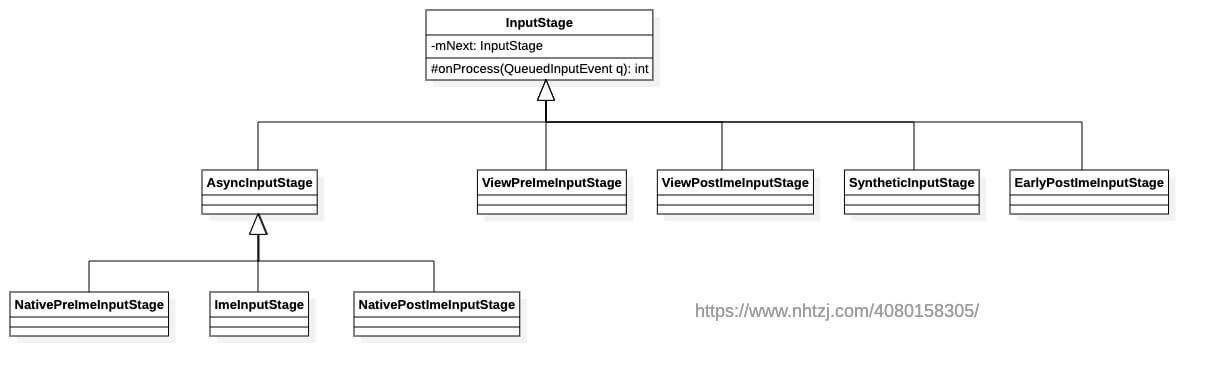 InputStage
-mNext: InputStage
#onProcess(QueuedInputEvent q): int
AsyncInputStage
ViewPreImeInputStage
ViewPostImeInputStage
SyntheticInputStage
EarlyPostImeInputStage
NativePreImeInputStage
ImeInputStage
NativePostImeInputStage
https://www.nhtzj.com/4080158305/